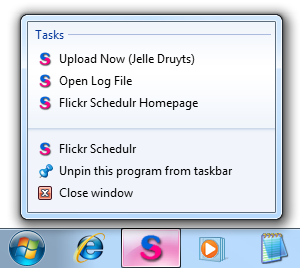 Tasks
Upload Now (Jelle Druyts)
Open Log File
Flickr Schedulr Homepage
Flickr Schedulr
Unpin this program from taskbar
Close window